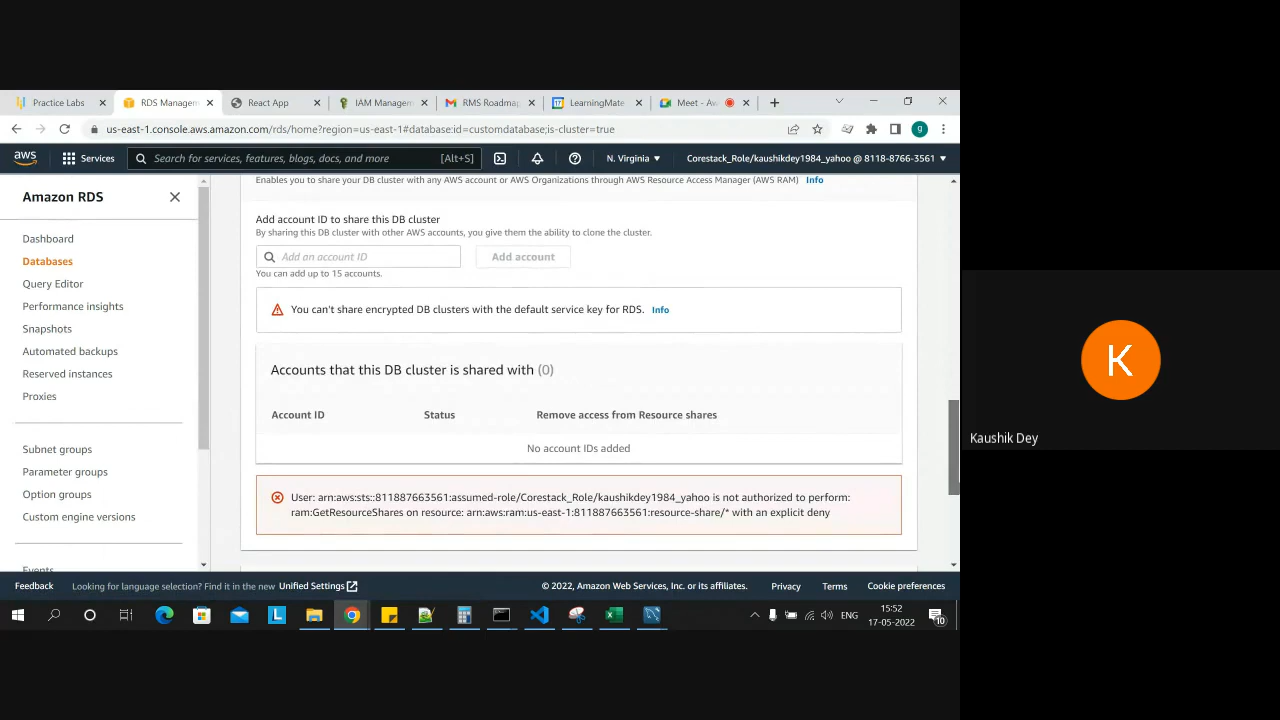 Practice Labs
RDS Managem
React App
IAM Managem
RMS Roadmap
LearningMate
Meet - Aw
us-east-1.console.aws.amazon.com/rds/home?region=us-east-1#database:id=customdatabase;is-cluster=true
g
aws
Services
Search for services, features, blogs, docs, and more
[Alt+S]
N. Virginia
Corestack_Role/kaushikdey1984_yahoo @ 8118-8766-3561
Amazon RDS
Dashboard
Databases
Query Editor
Performance insights
Snapshots
Automated backups
Reserved instances
Proxies
Subnet groups
Parameter groups
Option groups
Custom engine versions
Events
Enables you to share your DB cluster with any AWS account or AWS Organizations through AWS Resource Access Manager (AWS RAM) Info
Add account ID to share this DB cluster
By sharing this DB cluster with other AWS accounts, you give them the ability to clone the cluster.
Add an account ID
Add account
You can add up to 15 accounts.
You can't share encrypted DB clusters with the default service key for RDS. Info
Accounts that this DB cluster is shared with (0)
Account ID
Status
Remove access from Resource shares
No account IDs added
User: arn:aws:sts::811887663561:assumed-role/Corestack_Role/kaushikdey1984_yahoo is not authorized to perform:
ram:GetResourceShares on resource: arn:aws:ram:us-east-1:811887663561:resource-share/* with an explicit deny
Feedback
Looking for language selection? Find it in the new Unified Settings
© 2022, Amazon Web Services, Inc. or its affiliates.
Privacy
Terms
Cookie preferences
L
ENG
15:52
17-05-2022
10
K
Kaushik Dey